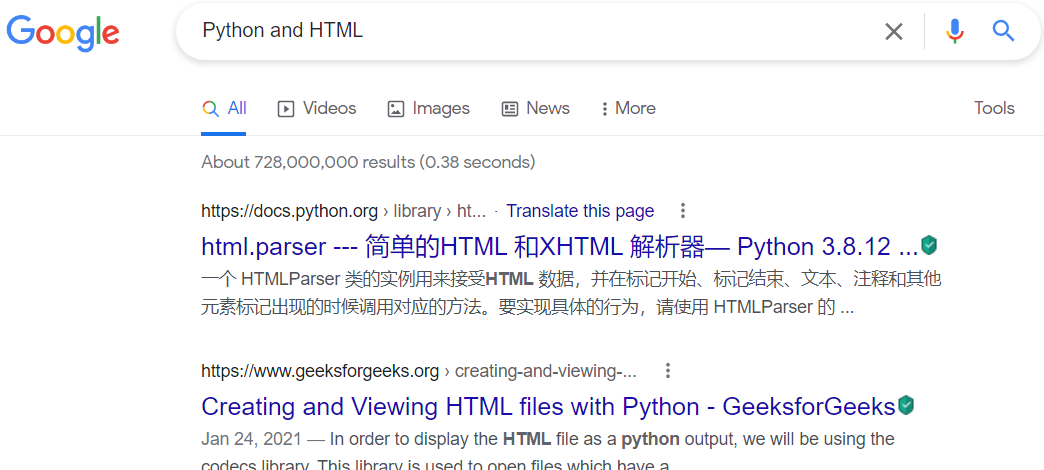 Google
Python and HTML
All Videos Images News More Tools
About 728,000,000 results (0.38 seconds)
https://docs.python.org › library › ht... · Translate this page
html.parser --- 简单的HTML 和XHTML 解析器— Python 3.8.12 ...
一个 HTMLParser 类的实例用来接受HTML 数据，并在标记开始、标记结束、文本、注释和其他
元素标记出现的时候调用对应的方法。要实现具体的行为，请使用 HTMLParser 的 ...
https://www.geeksforgeeks.org › creating-and-viewing-...
Creating and Viewing HTML files with Python - GeeksforGeeks
Jan 24, 2021 — In order to display the HTML file as a python output, we will be using the
codecs library. This library is used to open files which have a